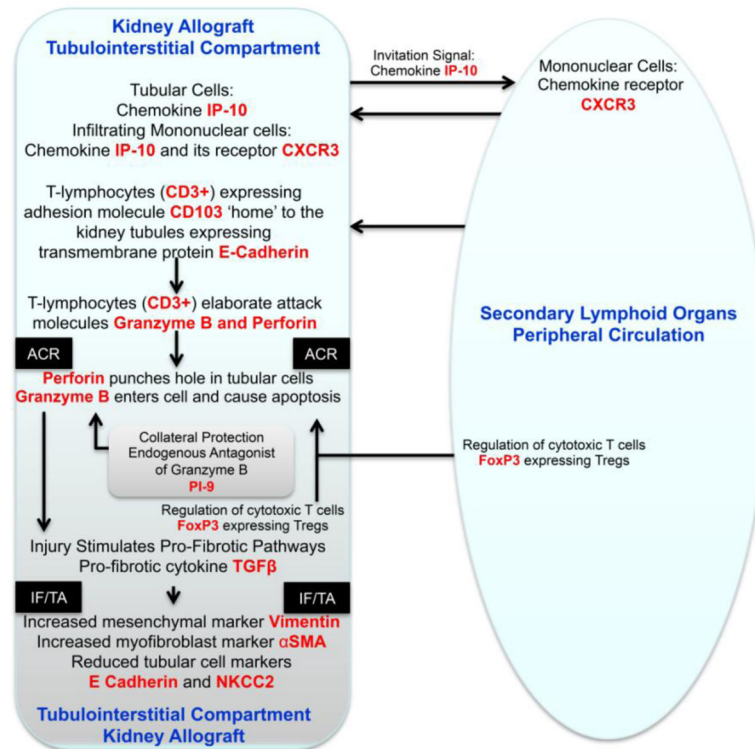 Kidney Allograft
Tubulointerstitial Compartment
Tubular Cells:
Chemokine IP-10
Infiltrating Mononuclear cells:
Chemokine IP-10 and its receptor CXCR3
T-lymphocytes (CD3+) expressing
adhesion molecule CD103 ‘home’ to the
kidney tubules expressing
transmembrane protein E-Cadherin
T-lymphocytes (CD3+) elaborate attack
molecules Granzyme B and Perforin
ACR
ACR
Perforin punches hole in tubular cells
Granzyme B enters cell and cause apoptosis
Collateral Protection
Endogenous Antagonist
of Granzyme B
PI-9
Regulation of cytotoxic T cells
FoxP3 expressing Tregs
Injury Stimulates Pro-Fibrotic Pathways
Pro-fibrotic cytokine TGFβ
IF/TA
IF/TA
Increased mesenchymal marker Vimentin
Increased myofibroblast marker αSMA
Reduced tubular cell markers
E Cadherin and NKCC2
Tubulointerstitial Compartment
Kidney Allograft
Invitation Signal:
Chemokine IP-10
Mononuclear Cells:
Chemokine receptor
CXCR3
Secondary Lymphoid Organs
Peripheral Circulation
Regulation of cytotoxic T cells
FoxP3 expressing Tregs